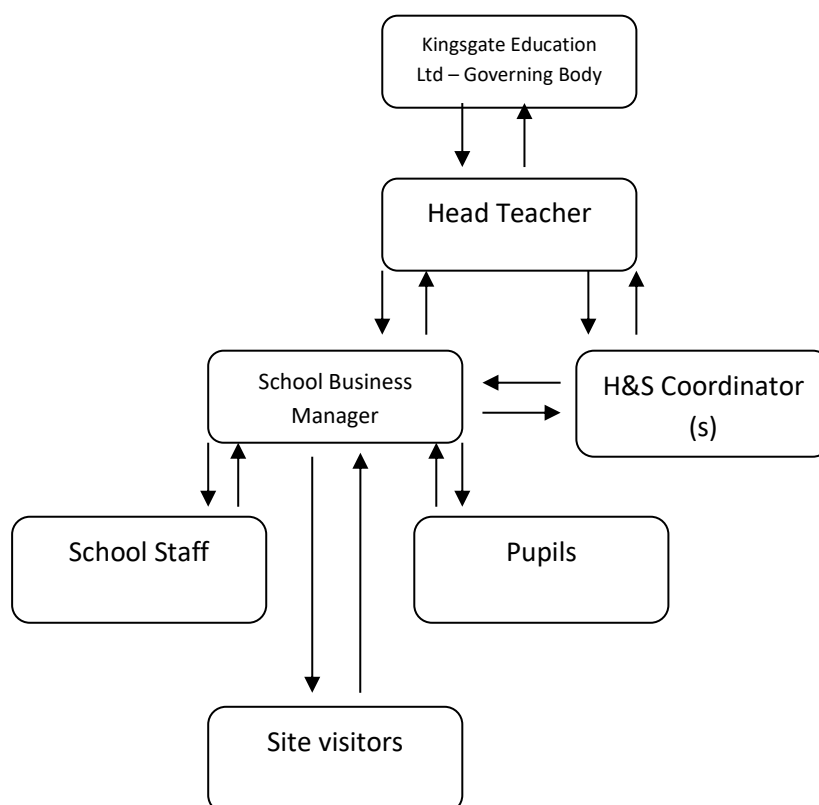 Kingsgate Education
Ltd – Governing Body
Head Teacher
School Business
Manager
H&S Coordinator
(s)
School Staff
Pupils
Site visitors